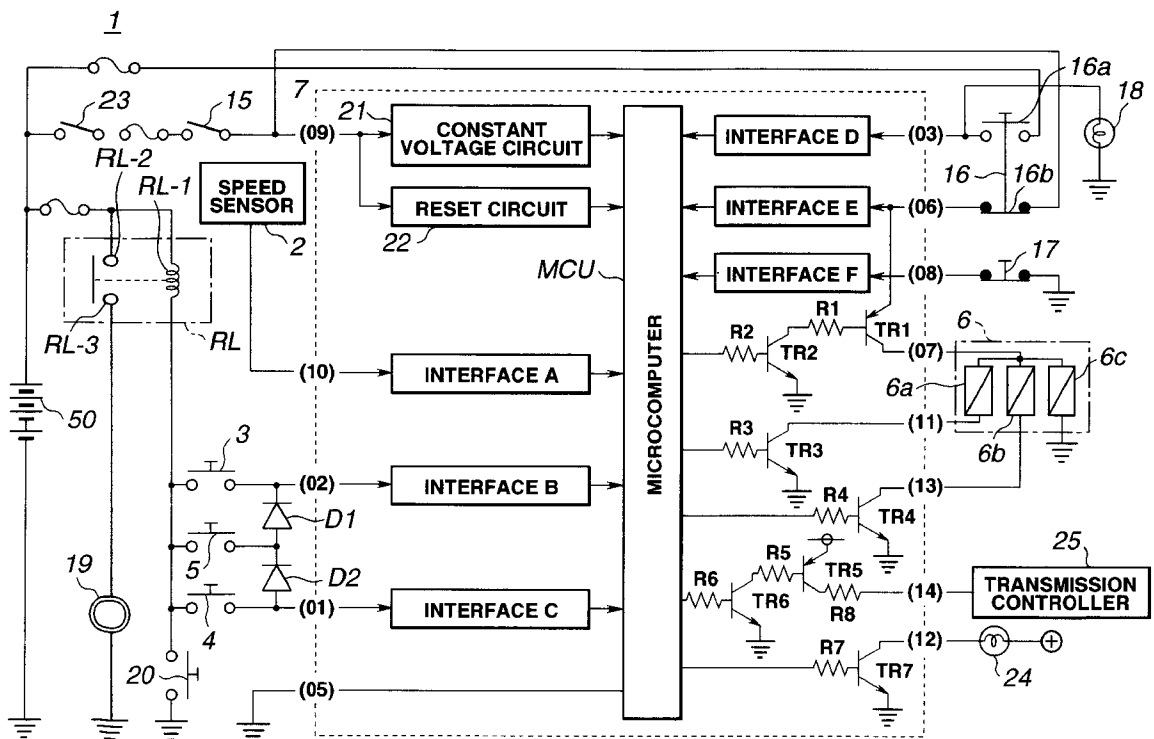 1
23
15
7
21
CONSTANT
VOLTAGE CIRCUIT
(09)
RL-2
RL-1
SPEED
SENSOR
2
RESET CIRCUIT
22
MCU
MICROCOMPUTER
RL-3
RL
(10)
INTERFACE A
50
3
(02)
INTERFACE B
D1
5
D2
19
4
(01)
INTERFACE C
20
(05)
INTERFACE D
(03)
16a
18
16
16b
INTERFACE E
(06)
INTERFACE F
(08)
17
R1
R2
TR1
TR2
(07)
6
6a
6b
6c
(11)
R3
TR3
(13)
R4
TR4
R5
TR5
R6
TR6
R8
(14)
25
TRANSMISSION
CONTROLLER
(12)
R7
TR7
24